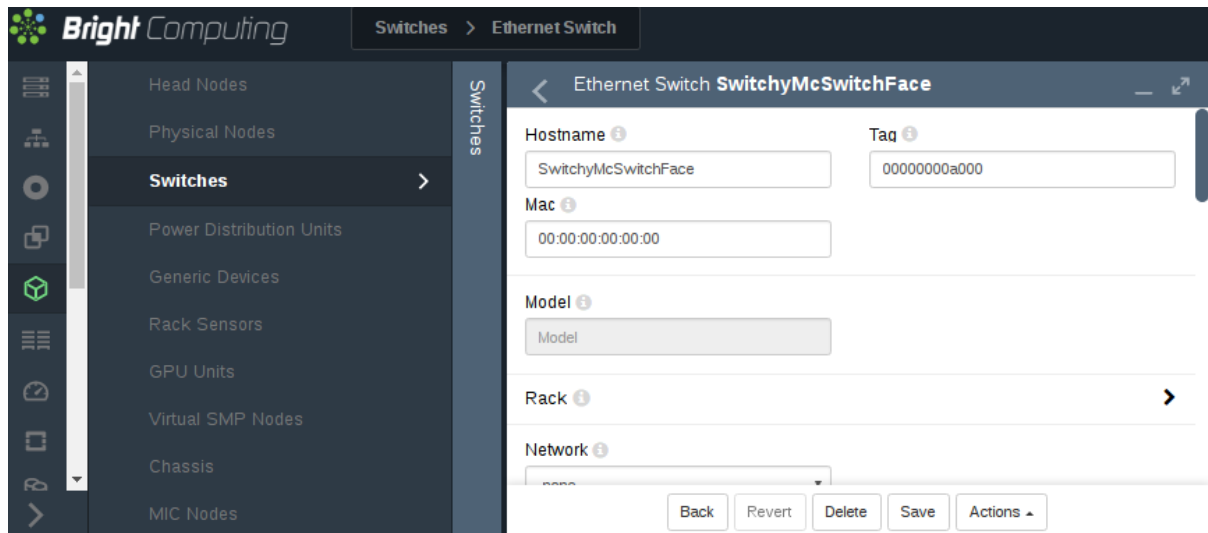 Bright Computing
Switches > Ethernet Switch
Head Nodes
Physical Nodes
Switches
Power Distribution Units
Generic Devices
Rack Sensors
GPU Units
Virtual SMP Nodes
Chassis
MIC Nodes
Switches
Ethernet Switch SwitchyMcSwitchFace
Hostname
SwitchyMcSwitchFace
Tag
00000000a000
Mac
00:00:00:00:00:00
Model
Model
Rack
Network
none
Back Revert Delete Save Actions